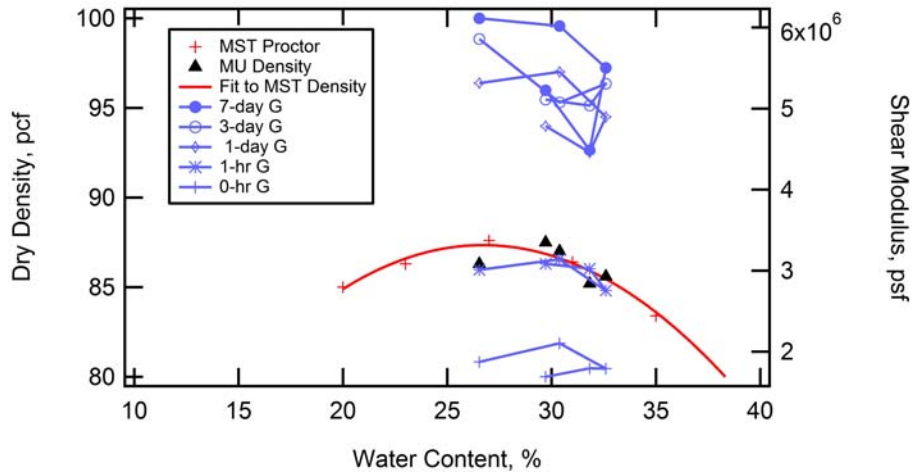 100
95
90
85
80
Dry Density, pcf
MST Proctor
MU Density
Fit to MST Density
7-day G
3-day G
1-day G
1-hr G
0-hr G
6x10⁶
5
4
3
2
Shear Modulus, psf
10
15
20
25
30
35
40
Water Content, %